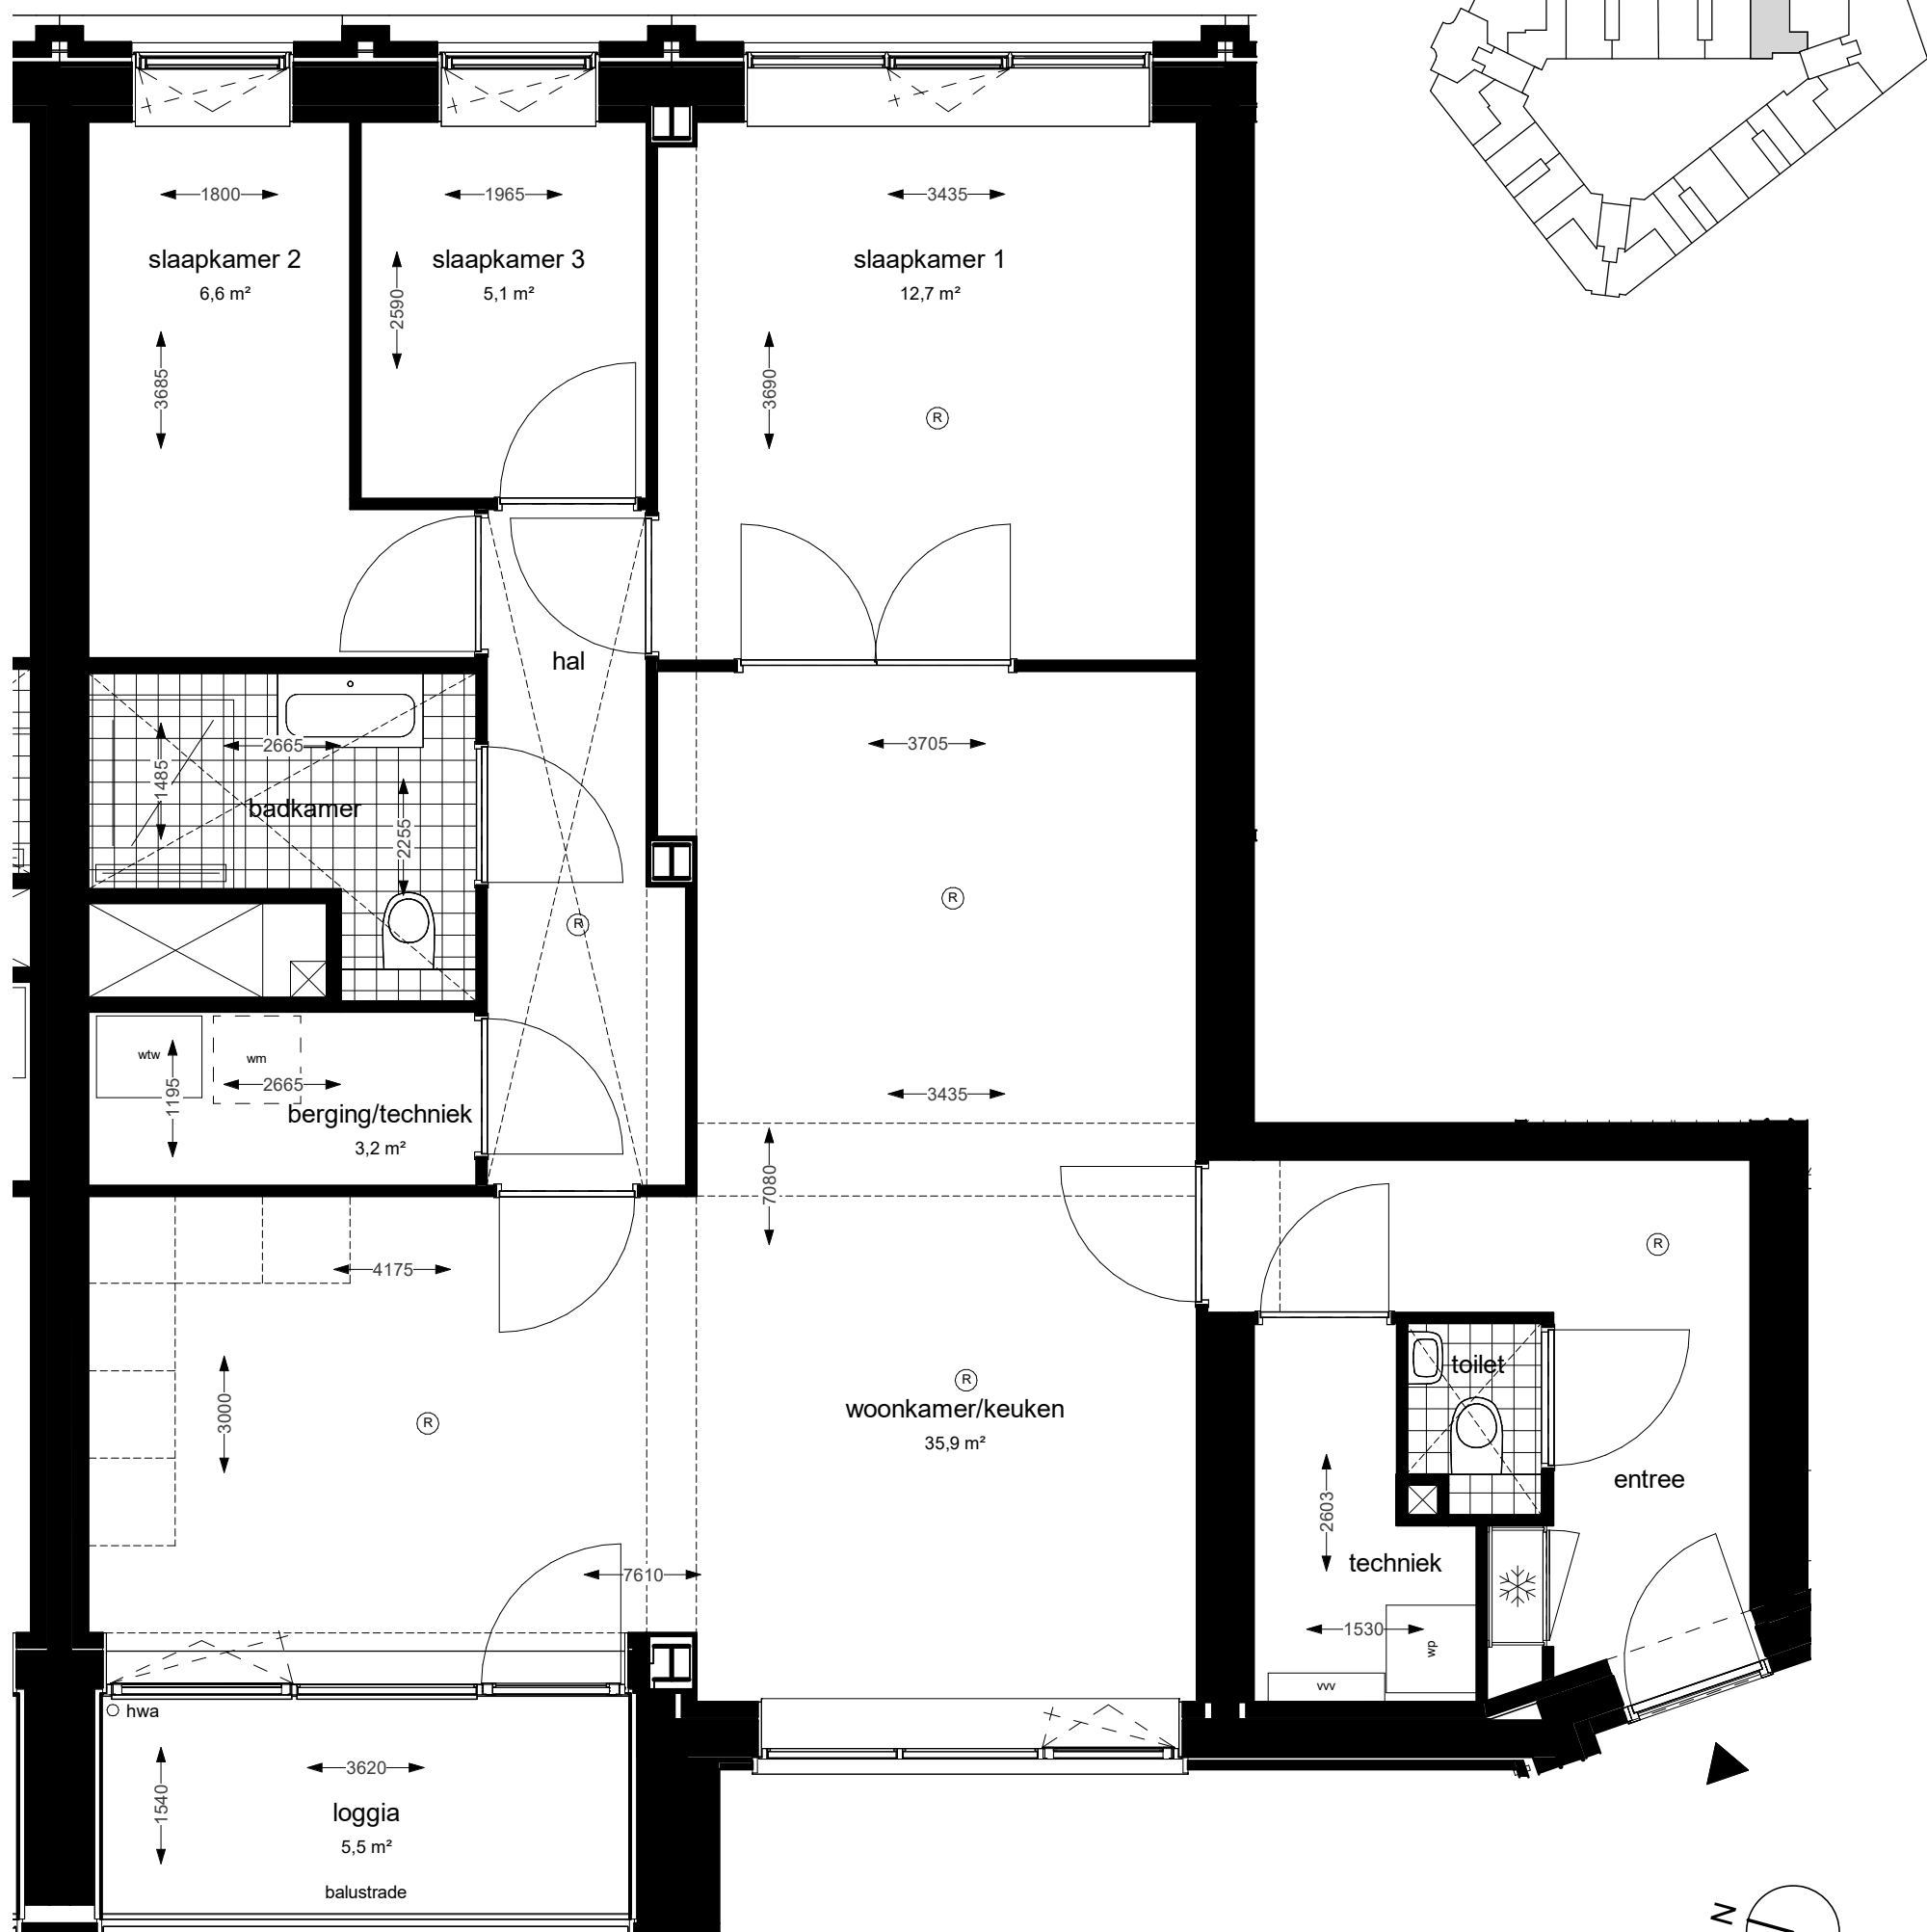 1800
1965
3435
slaapkamer 2
6,6 m²
slaapkamer 3
5,1 m²
slaapkamer 1
12,7 m²
2590
3685
3690
R
hal
2665
1485
badkamer
2255
3705
R
R
wtw
wm
1195
2665
berging/techniek
3,2 m²
3435
7080
R
4175
3000
R
R
woonkamer/keuken
35,9 m²
toilet
entree
2603
techniek
7610
1530
wp
vvv
hwa
3620
1540
loggia
5,5 m²
balustrade
N